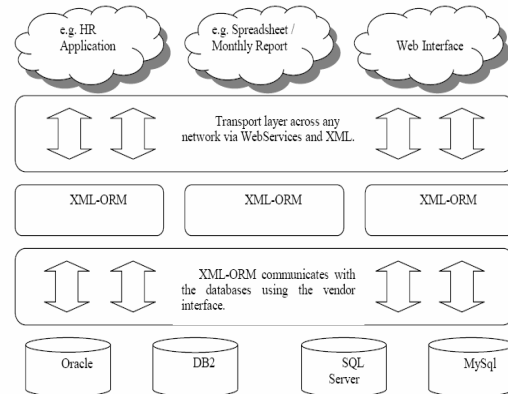 e.g. HR
Application
e.g. Spreadsheet /
Monthly Report
Web Interface
Transport layer across any
network via WebServices and XML.
XML-ORM
XML-ORM
XML-ORM
XML-ORM communicates with
the databases using the vendor
interface.
Oracle
DB2
SQL
Server
MySql